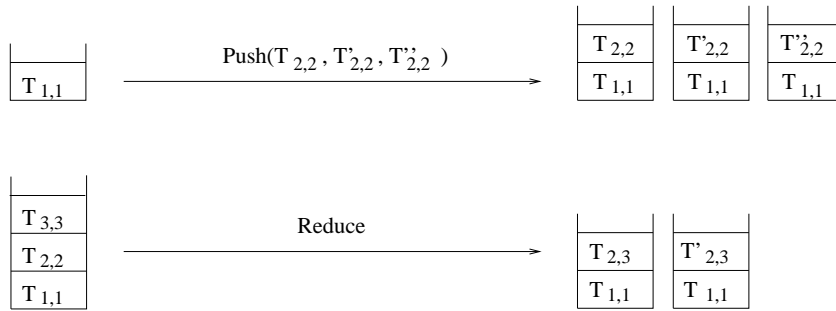 Push(T 2,2 , T'2,2 , T''2,2 )
T 1,1
T 2,2 T'2,2 T''2,2
T 1,1 T 1,1 T 1,1
Reduce
T 3,3
T 2,2
T 1,1
T 2,3 T' 2,3
T 1,1 T 1,1